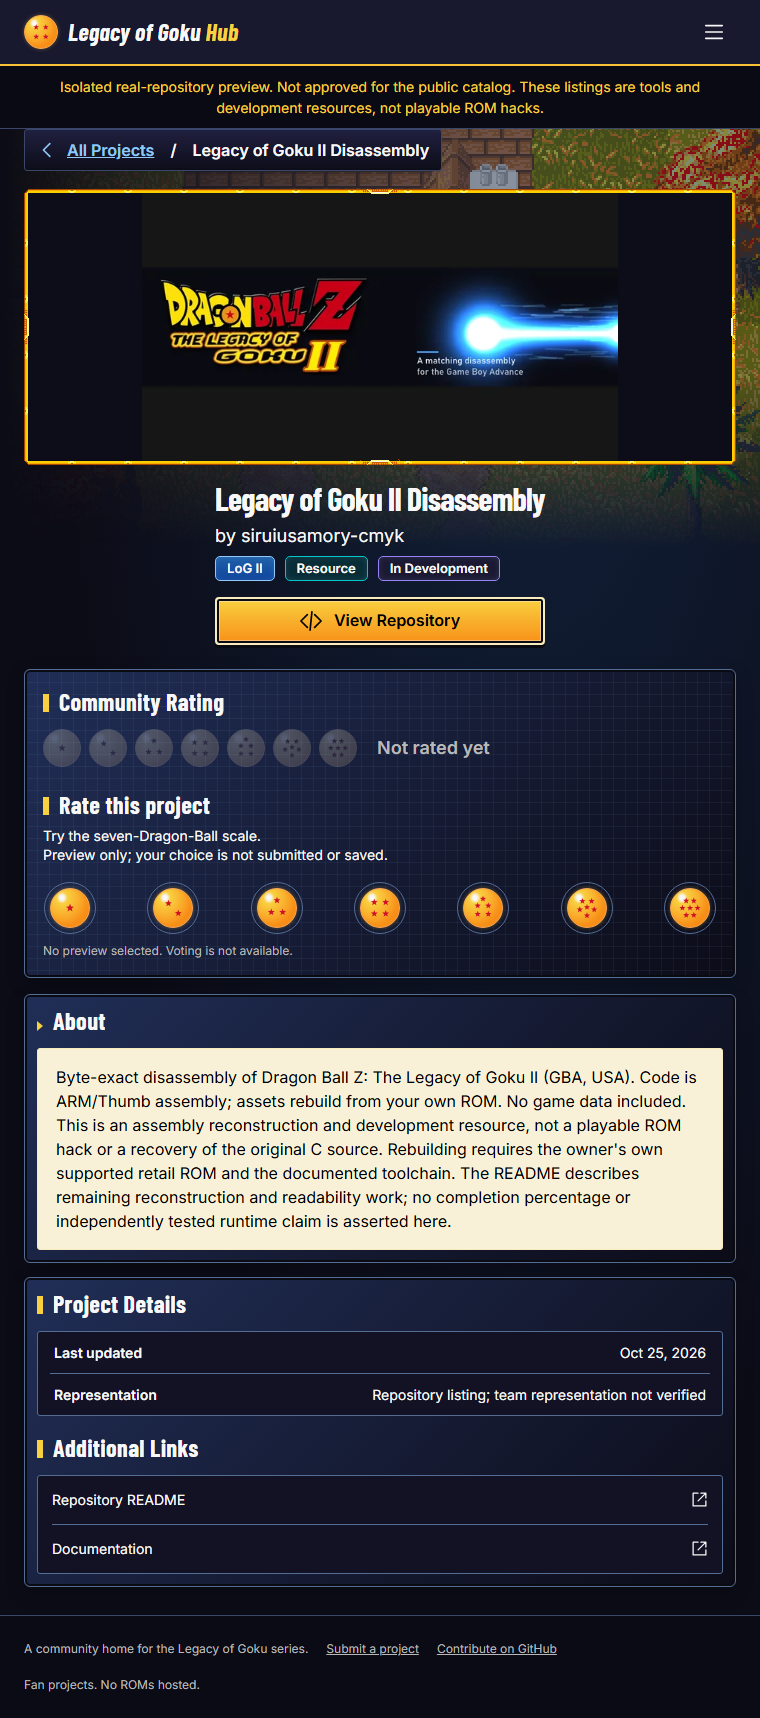 Legacy of Goku Hub
Isolated real-repository preview. Not approved for the public catalog. These listings are tools and
development resources, not playable ROM hacks.
All Projects / Legacy of Goku II Disassembly
DRAGON BALL Z
THE LEGACY OF
GOKU II
A matching disassembly
for the Game Boy Advance
Legacy of Goku II Disassembly
by siruiusamory-cmyk
LoG II Resource In Development
View Repository
Community Rating
Not rated yet
Rate this project
Try the seven-Dragon-Ball scale.
Preview only; your choice is not submitted or saved.
No preview selected. Voting is not available.
About
Byte-exact disassembly of Dragon Ball Z: The Legacy of Goku II (GBA, USA). Code is
ARM/Thumb assembly; assets rebuild from your own ROM. No game data included.
This is an assembly reconstruction and development resource, not a playable ROM
hack or a recovery of the original C source. Rebuilding requires the owner's own
supported retail ROM and the documented toolchain. The README describes
remaining reconstruction and readability work; no completion percentage or
independently tested runtime claim is asserted here.
Project Details
Last updated Oct 25, 2026
Representation Repository listing; team representation not verified
Additional Links
Repository README
Documentation
A community home for the Legacy of Goku series. Submit a project Contribute on GitHub
Fan projects. No ROMs hosted.